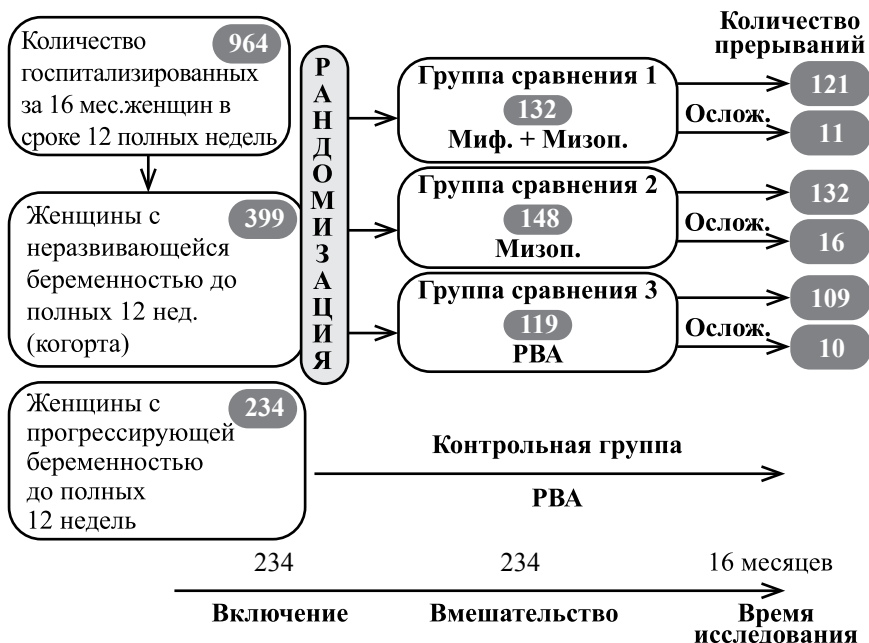 Количество 964
госпитализированных
за 16 мес.женщин в
сроке 12 полных недель
Женщины с 399
неразвивающейся
беременностью до
полных 12 нед.
(когорта)
Женщины с 234
прогрессирующей
беременностью
до полных
12 недель
РАНДОМИЗАЦИЯ
Группа сравнения 1
132
Миф. + Мизоп.
Группа сравнения 2
148
Мизоп.
Группа сравнения 3
119
РВА
Количество
прерываний
121
Ослож.
11
132
Ослож.
16
109
Ослож.
10
Контрольная группа
РВА
234 234 16 месяцев
Включение Вмешательство Время
исследования